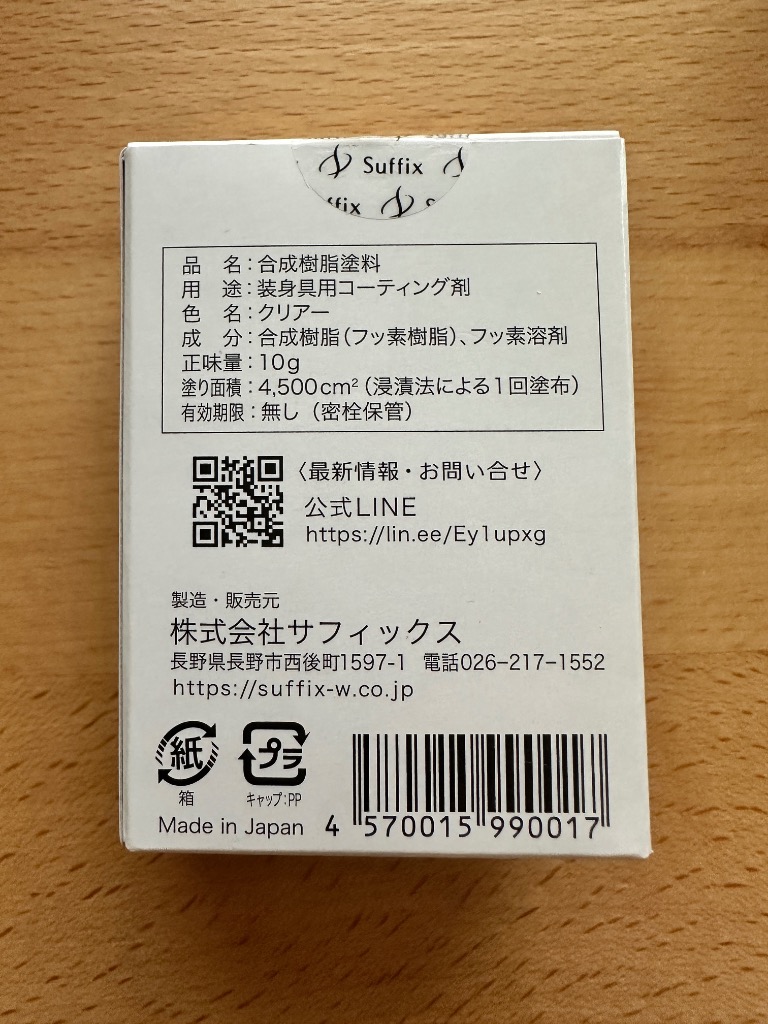 Suffix
ffix S
品 名：合成樹脂塗料
用 途：装身具用コーティング剤
色 名：クリアー
成 分：合成樹脂（フッ素樹脂）、フッ素溶剤
正味量：10g
塗り面積：4,500cm²（浸漬法による1回塗布）
有効期限：無し（密栓保管）
〈最新情報・お問い合せ〉
公式LINE
https://lin.ee/Ey1upxg
製造・販売元
株式会社サフィックス
長野県長野市西後町1597-1 電話026-217-1552
https://suffix-w.co.jp
紙 プラ
箱 キャップ:PP
Made in Japan 4 570015 990017